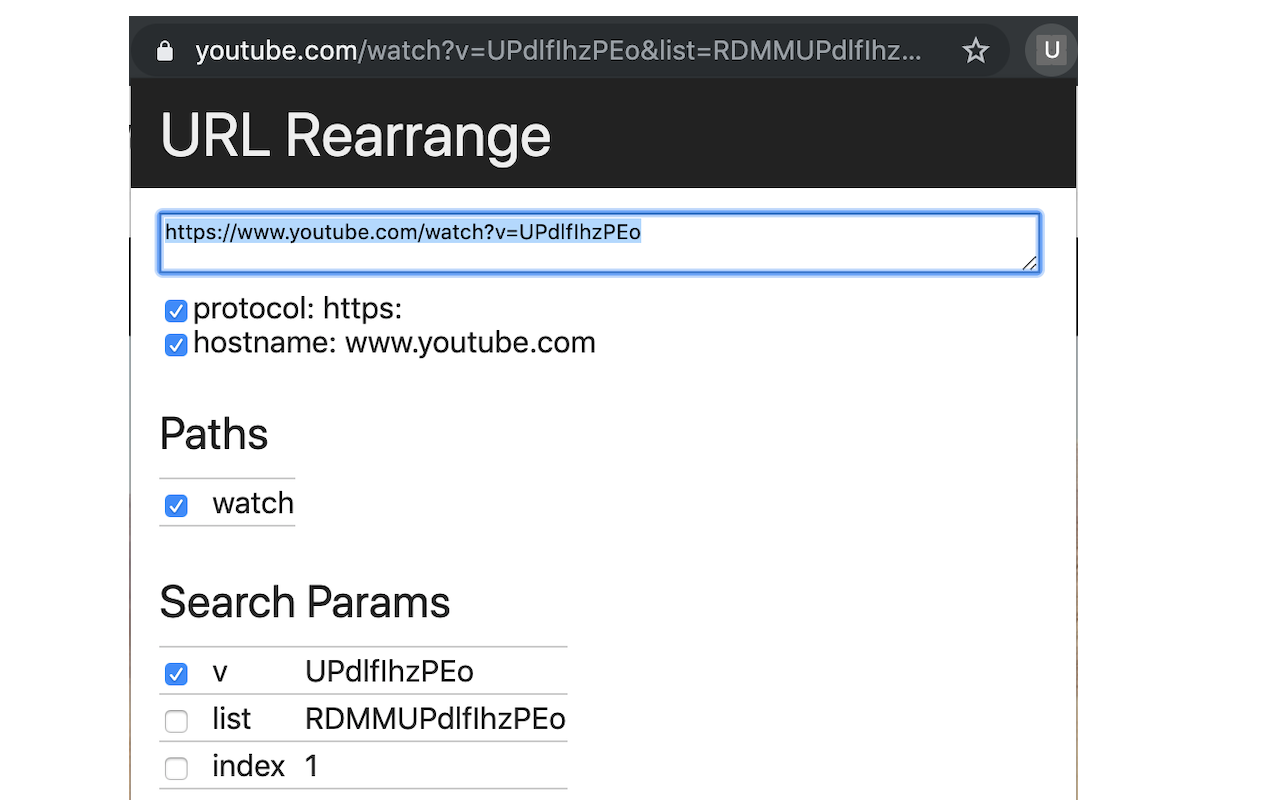 youtube.com/watch?v=UPdlfIhzPEo&list=RDMMUPdlfIhz...
U
URL Rearrange
https://www.youtube.com/watch?v=UPdlfIhzPEo
protocol: https:
hostname: www.youtube.com
Paths
watch
Search Params
v UPdlfIhzPEo
list RDMMUPdlfIhzPEo
index 1